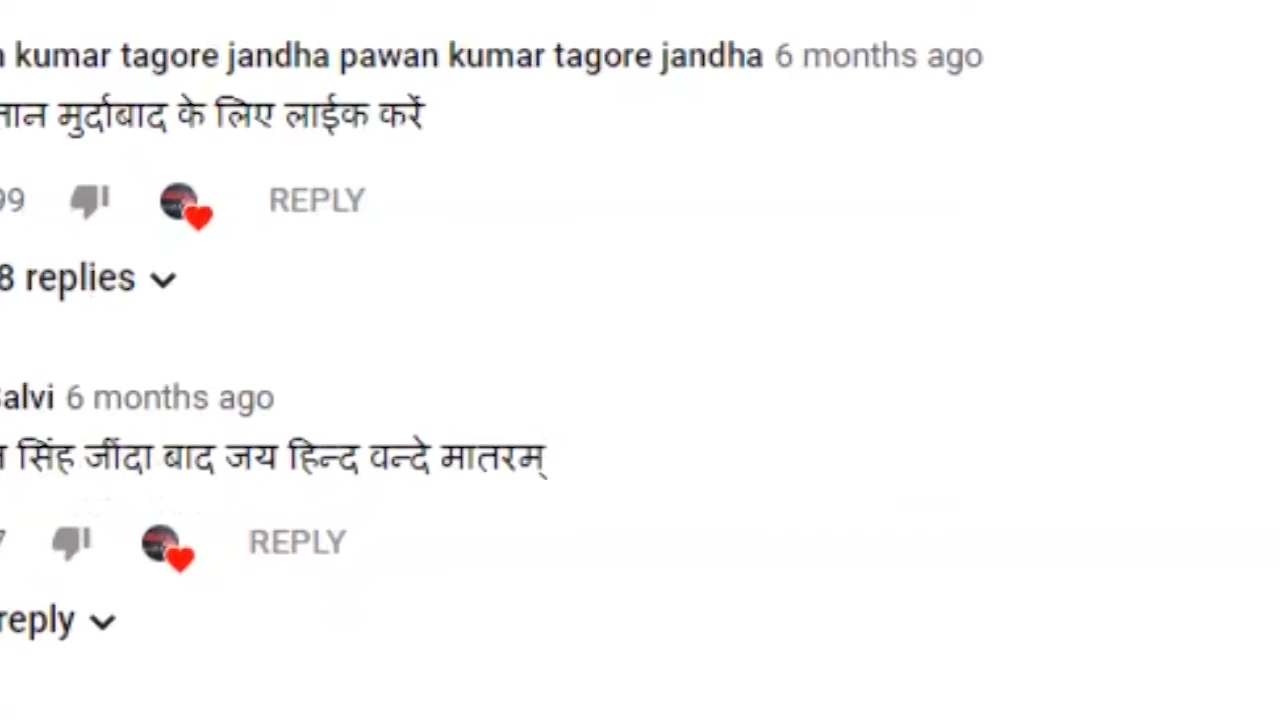 kumar tagore jandha pawan kumar tagore jandha 6 months ago
मुर्दाबाद के लिए लाईक करें
99 REPLY
8 replies
6 months ago
सिंह जींदा बाद जय हिन्द वन्दे मातरम्
REPLY
reply